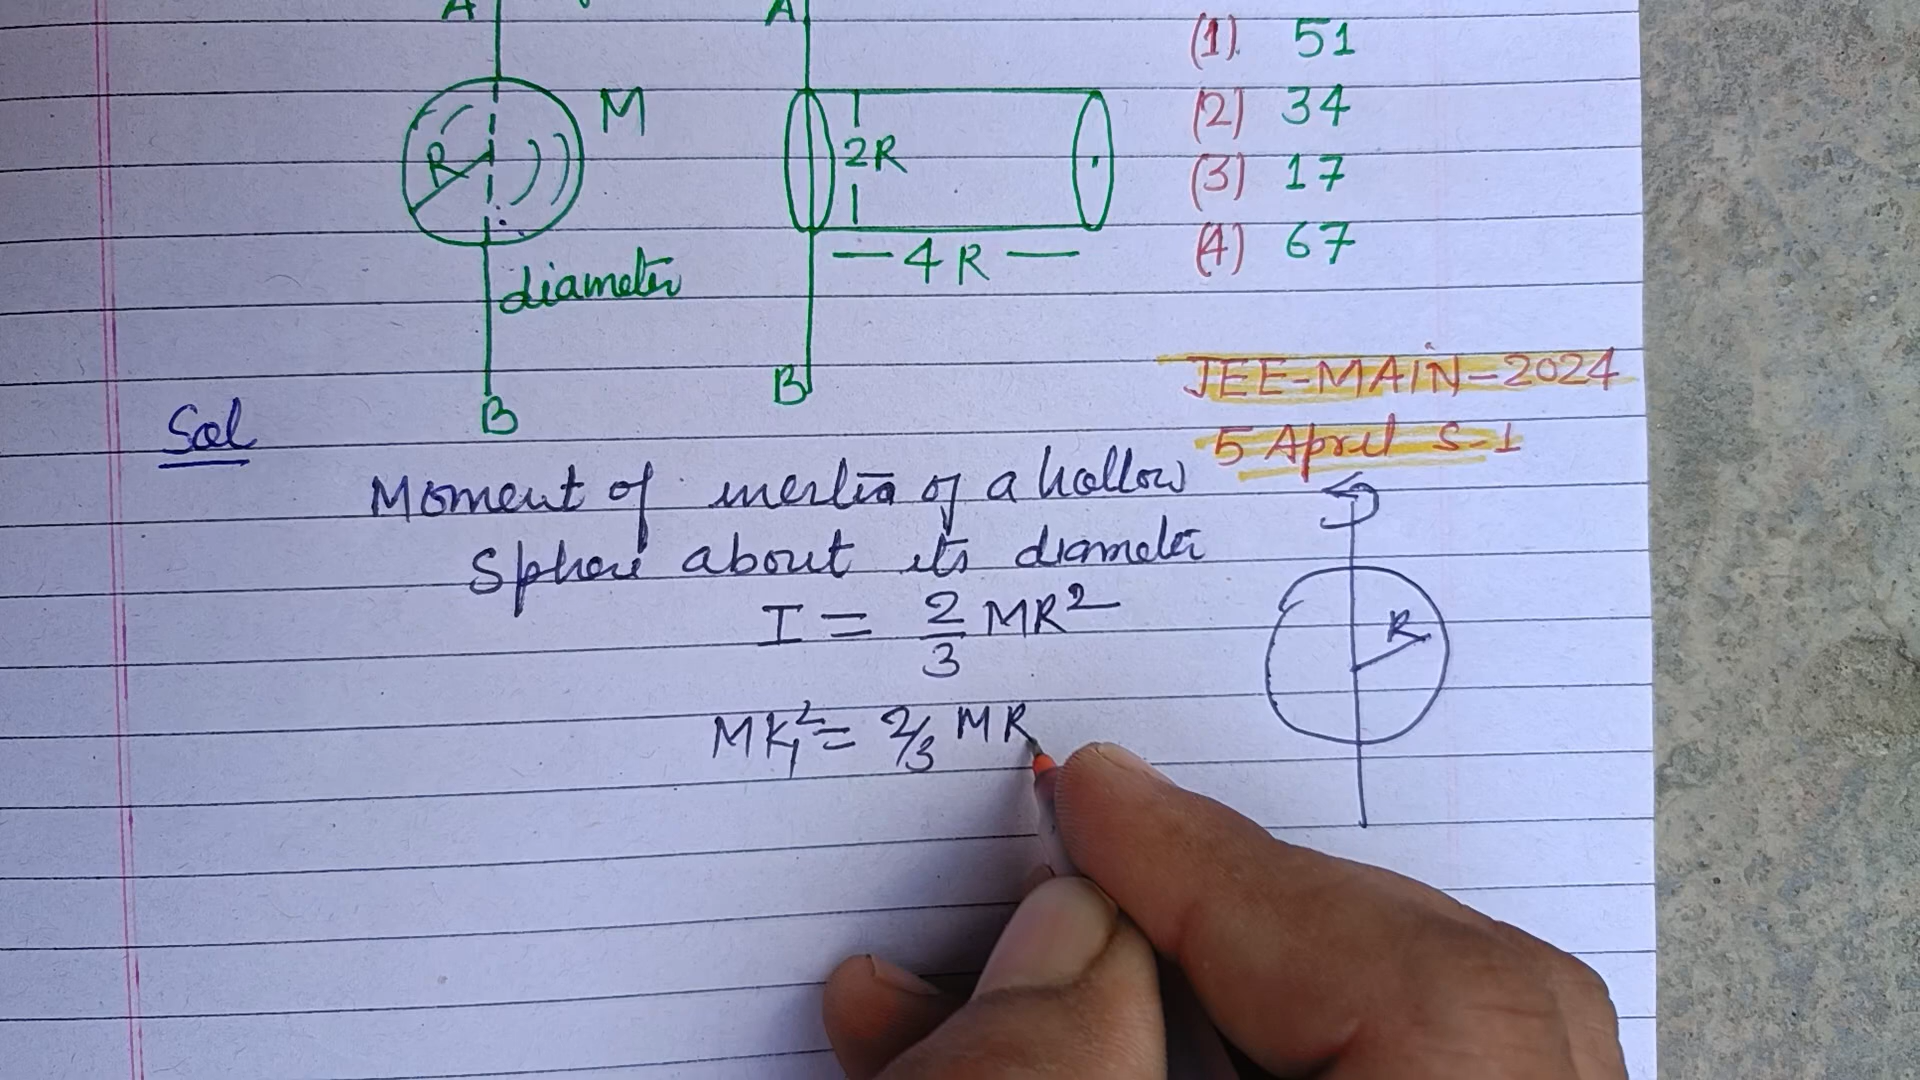 A
A
(1) 51
M
(2) 34
R
2R
(3) 17
4R
(4) 67
diameter
B
B
JEE-MAIN-2024
5 April S-1
Sol
Moment of inertia of a hollow
Sphere about its diameter
I = 2/3 MR²
R
MK₁² = 2/3 MR